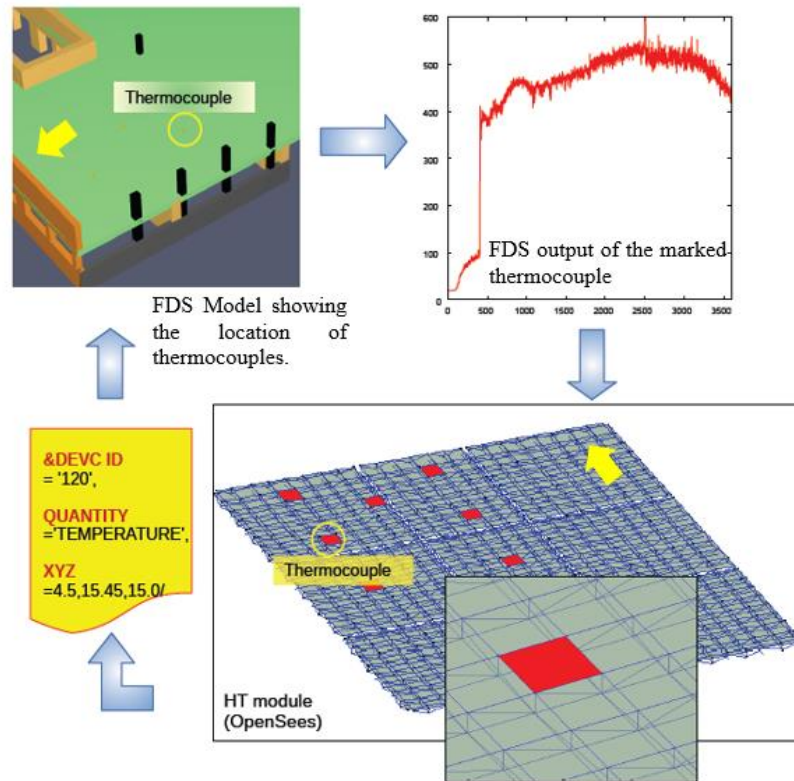 Thermocouple
600
500
400
300
200
100
0
0 500 1000 1500 2000 2500 3000 3500
FDS output of the marked
thermocouple
FDS Model showing
the location of
thermocouples.
&DEVC ID
= '120',
QUANTITY
='TEMPERATURE',
XYZ
=4.5,15.45,15.0/
Thermocouple
HT module
(OpenSees)